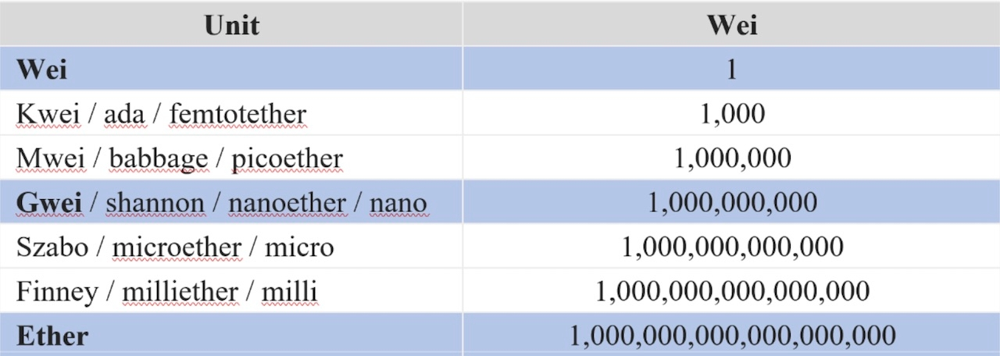 Unit Wei
Wei 1
Kwei / ada / femtotether 1,000
Mwei / babbage / picoether 1,000,000
Gwei / shannon / nanoether / nano 1,000,000,000
Szabo / microether / micro 1,000,000,000,000
Finney / milliether / milli 1,000,000,000,000,000
Ether 1,000,000,000,000,000,000